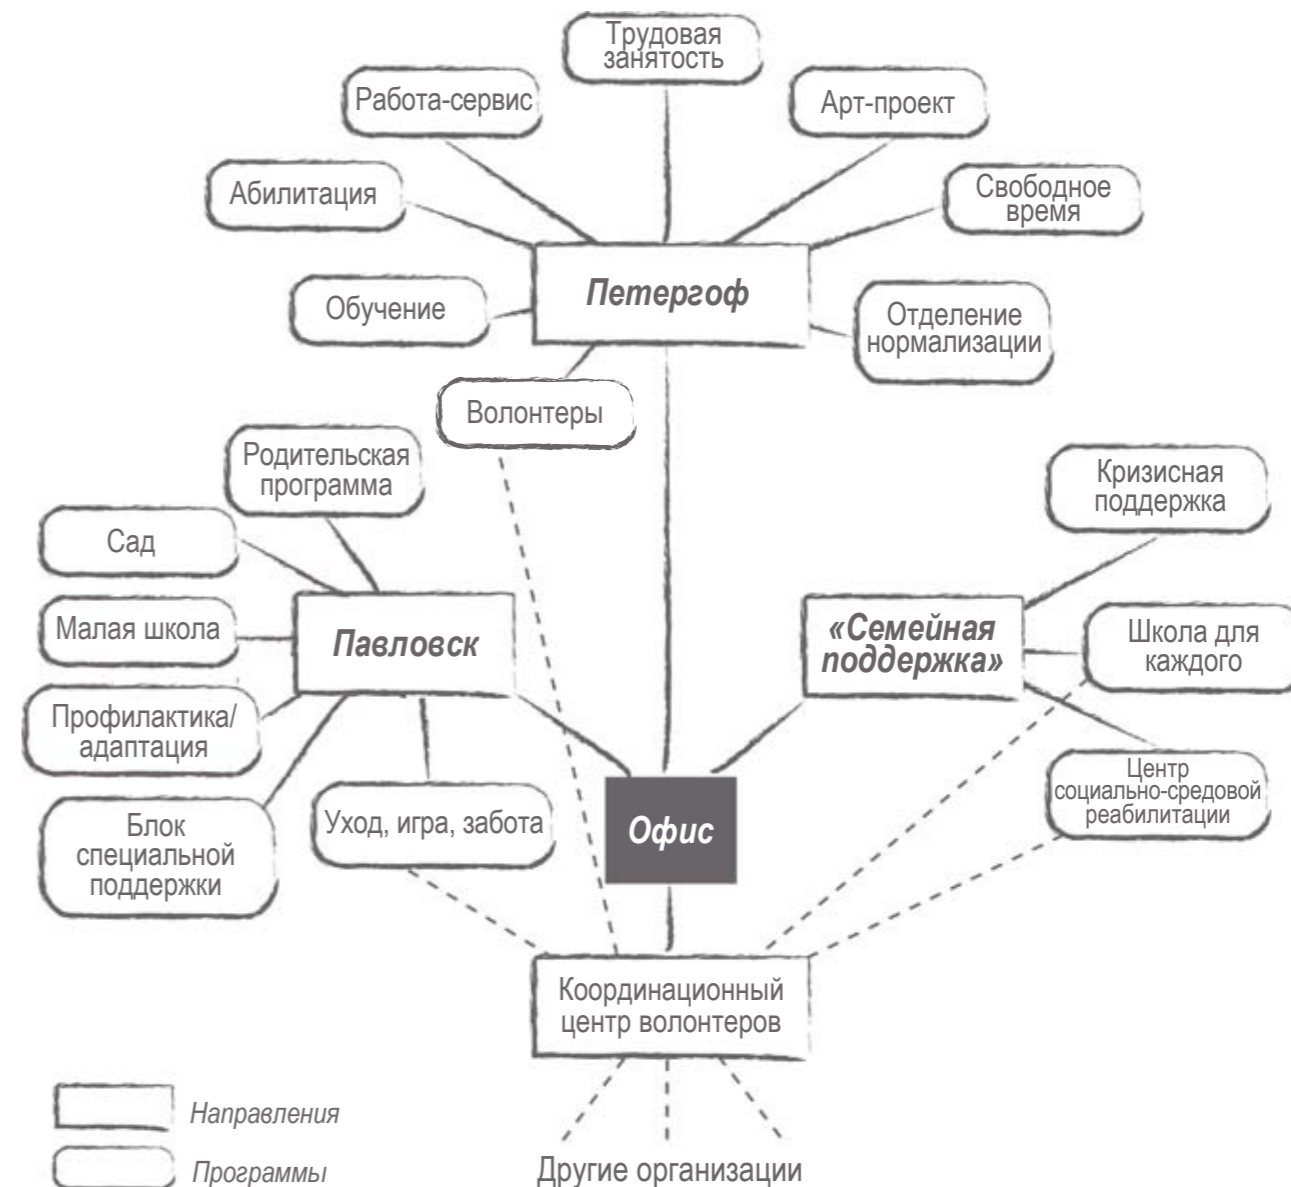 Трудовая
занятость
Работа-сервис
Арт-проект
Абилитация
Свободное
время
Петергоф
Обучение
Отделение
нормализации
Волонтеры
Родительская
программа
Кризисная
поддержка
Сад
Малая школа
Павловск
«Семейная
поддержка»
Школа для
каждого
Профилактика/
адаптация
Центр
социально-средовой
реабилитации
Блок
специальной
поддержки
Уход, игра, забота
Офис
Координационный
центр волонтеров
Направления
Программы
Другие организации